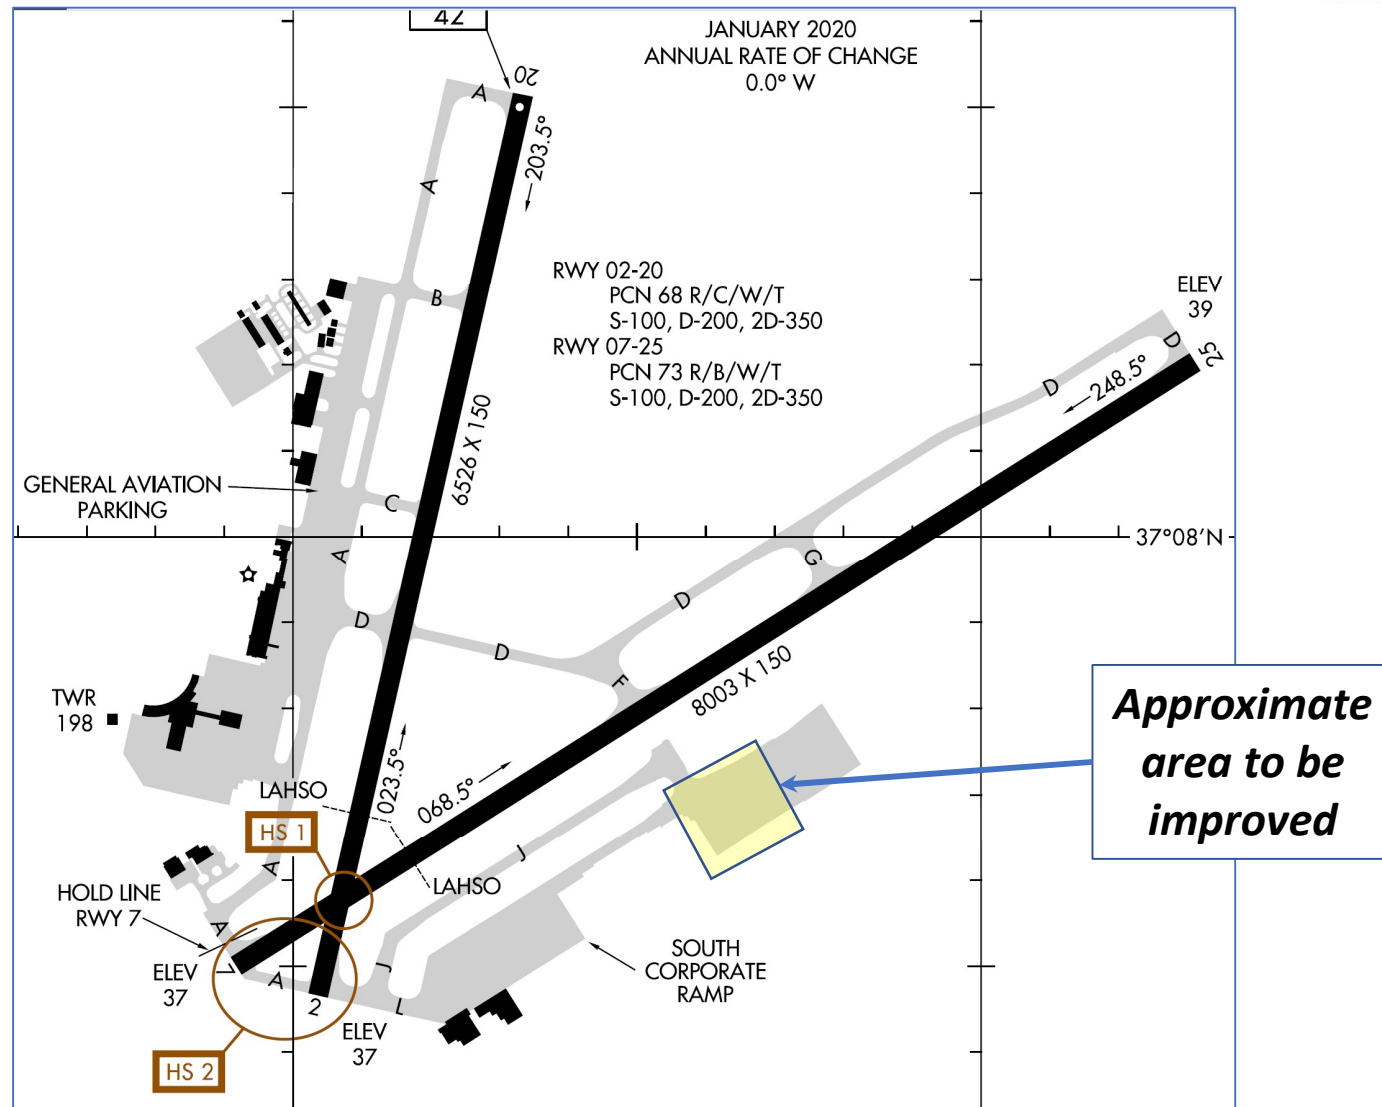 42
JANUARY 2020
ANNUAL RATE OF CHANGE
0.0° W
A
20
203.5°
A
RWY 02-20
PCN 68 R/C/W/T
S-100, D-200, 2D-350
RWY 07-25
PCN 73 R/B/W/T
S-100, D-200, 2D-350
B
ELEV
39
D
25
248.5°
D
6526 X 150
GENERAL AVIATION
PARKING
C
A
37°08'N
G
D
D
D
F
8003 X 150
TWR
198
Approximate
area to be
improved
023.5°
068.5°
LAHSO
HS 1
J
A
LAHSO
HOLD LINE
RWY 7
A
7
ELEV
37
A
2
J
L
SOUTH
CORPORATE
RAMP
ELEV
37
HS 2